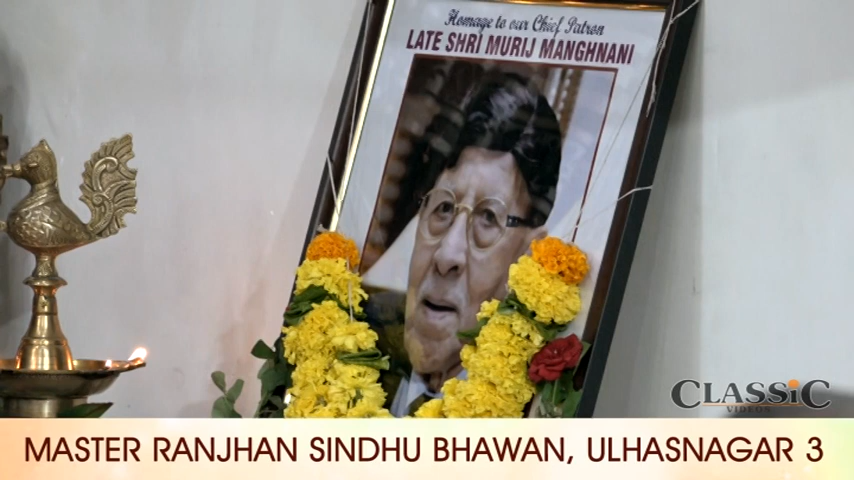 Homage to our Chief Patron
LATE SHRI MURIJ MANGHNANI
CLASSIC
VIDEOS
MASTER RANJHAN SINDHU BHAWAN, ULHASNAGAR 3